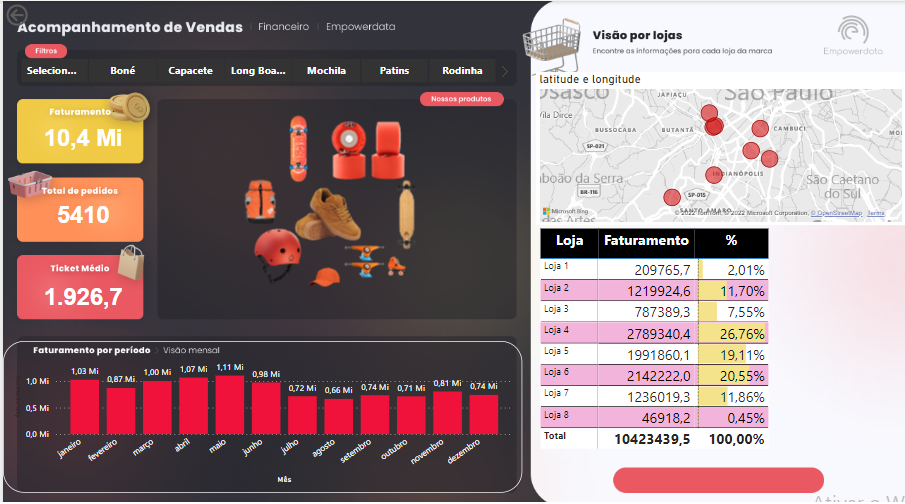 Acompanhamento de Vendas
Financeiro
Empowerdata
Filtros
Selecion...
Boné
Capacete
Long Boa...
Mochila
Patins
Rodinha
Faturamento
10,4 Mi
Total de pedidos
5410
Ticket Médio
1.926,7
Nossos produtos
Faturamento por período
Visão mensal
1,0 Mi
0,5 Mi
0,0 Mi
1,03 Mi
0,87 Mi
1,00 Mi
1,07 Mi
1,11 Mi
0,98 Mi
0,72 Mi
0,66 Mi
0,74 Mi
0,71 Mi
0,81 Mi
0,74 Mi
janeiro
fevereiro
março
abril
maio
junho
julho
agosto
setembro
outubro
novembro
dezembro
Mês
Visão por lojas
Encontre as informações para cada loja da marca
Empowerdata
latitude e longitude
São Paulo
JAPIAÇU
Vila Dirce
BUSSOCABA
BUTANTÃ
CAMBUCI
SP-021
INDIANÓPOLIS
boão da Serra
BR-116
SP-015
São Caetano
do Sul
SANTO AMARO
Microsoft Bing
das Artes
© 2022 TomTom, © 2022 Microsoft Corporation, © OpenStreetMap Terms
Loja Faturamento %
Loja 1 209765,7 2,01%
Loja 2 1219924,6 11,70%
Loja 3 787389,3 7,55%
Loja 4 2789340,4 26,76%
Loja 5 1991860,1 19,11%
Loja 6 2142222,0 20,55%
Loja 7 1236019,3 11,86%
Loja 8 46918,2 0,45%
Total 10423439,5 100,00%